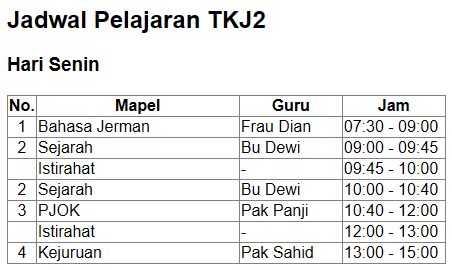 Jadwal Pelajaran TKJ2
Hari Senin
No. Mapel Guru Jam
1 Bahasa Jerman Frau Dian 07:30 - 09:00
2 Sejarah Bu Dewi 09:00 - 09:45
Istirahat - 09:45 - 10:00
2 Sejarah Bu Dewi 10:00 - 10:40
3 PJOK Pak Panji 10:40 - 12:00
Istirahat - 12:00 - 13:00
4 Kejuruan Pak Sahid 13:00 - 15:00